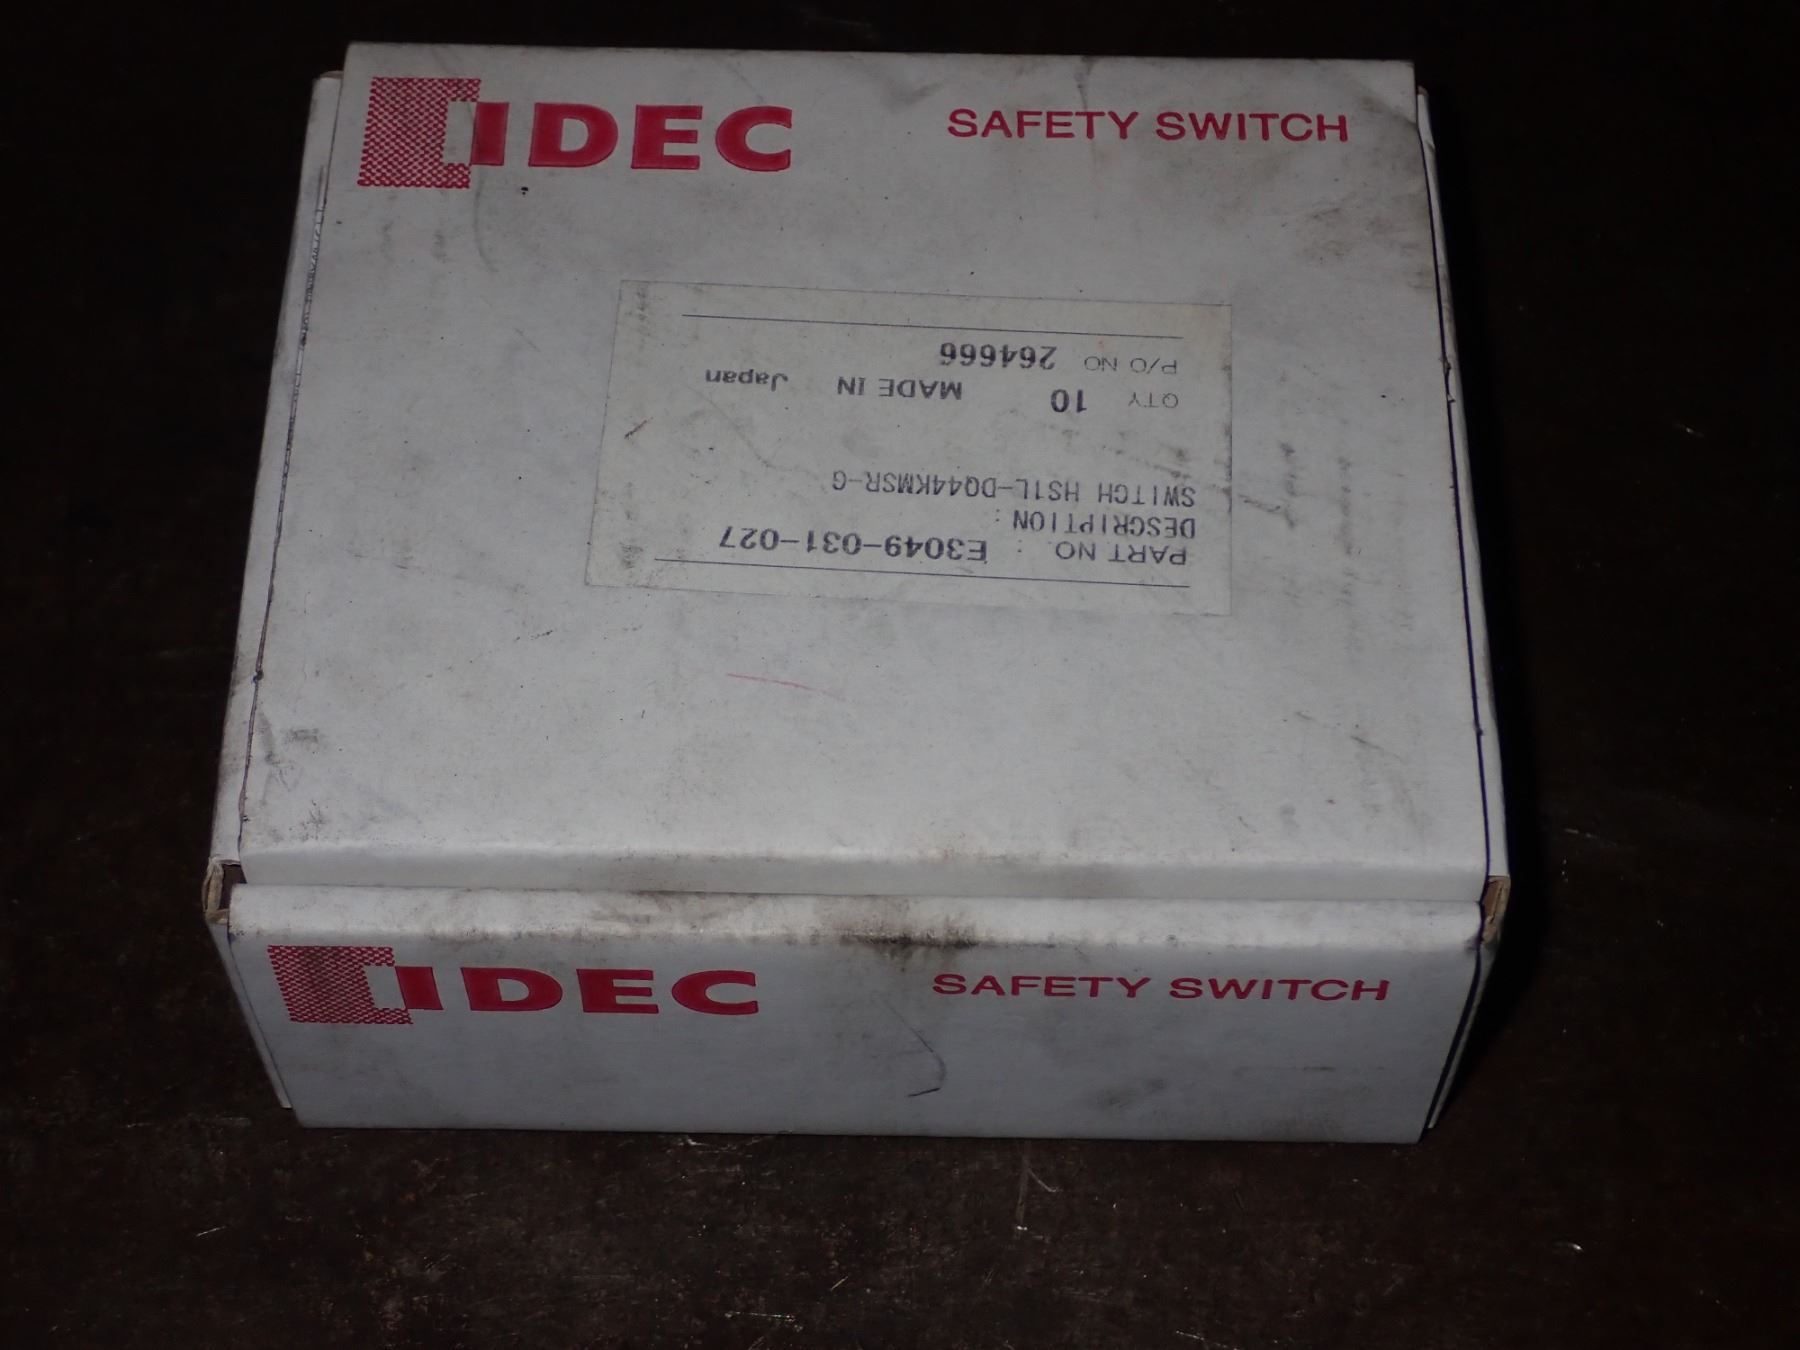 IDEC SAFETY SWITCH
PART NO. : E3049-031-027
DESCRIPTION :
SWITCH HS1L-DQ44KMSR-G
QTY 10 MADE IN Japan
P/O NO 264666
IDEC SAFETY SWITCH